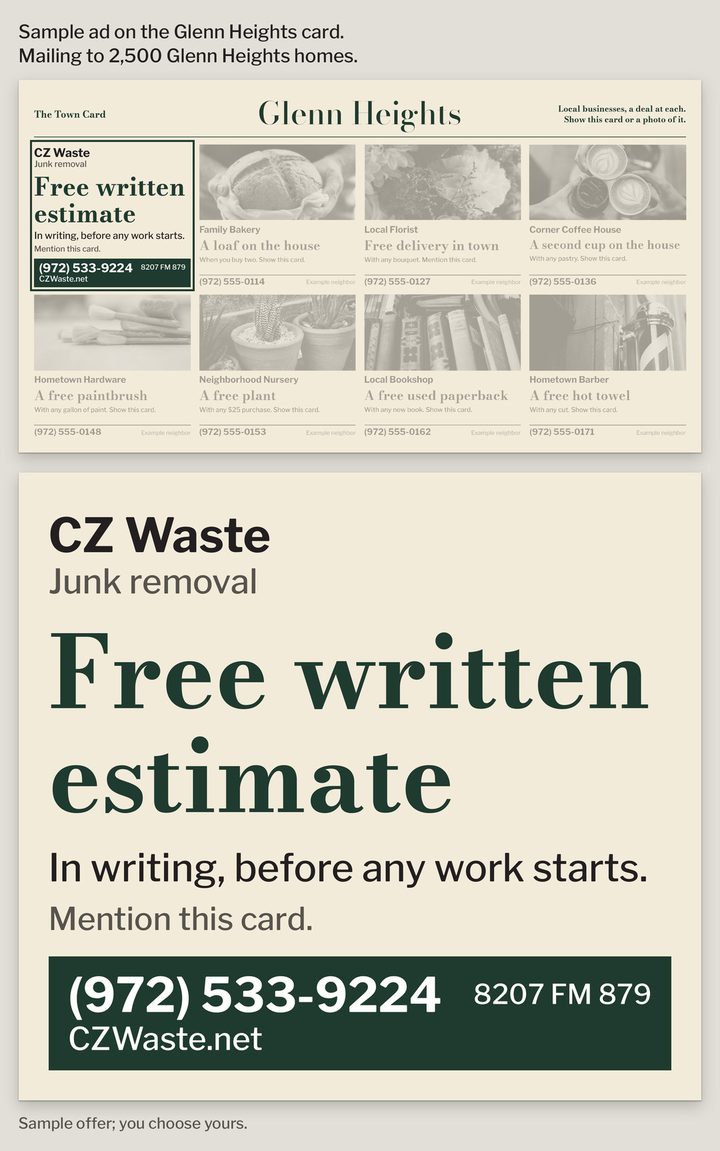 Sample ad on the Glenn Heights card.
Mailing to 2,500 Glenn Heights homes.
The Town Card
Glenn Heights
Local businesses, a deal at each.
Show this card or a photo of it.
CZ Waste
Junk removal
Free written
estimate
In writing, before any work starts.
Mention this card.
(972) 533-9224 8207 FM 879
CZWaste.net
Family Bakery
A loaf on the house
When you buy two. Show this card.
(972) 555-0114 Example neighbor
Local Florist
Free delivery in town
With any bouquet. Mention this card.
(972) 555-0127 Example neighbor
Corner Coffee House
A second cup on the house
With any pastry. Show this card.
(972) 555-0136 Example neighbor
Hometown Hardware
A free paintbrush
With any gallon of paint. Show this card.
(972) 555-0148 Example neighbor
Neighborhood Nursery
A free plant
With any $25 purchase. Show this card.
(972) 555-0153 Example neighbor
Local Bookshop
A free used paperback
With any new book. Show this card.
(972) 555-0162 Example neighbor
Hometown Barber
A free hot towel
With any cut. Show this card.
(972) 555-0171 Example neighbor
CZ Waste
Junk removal
Free written
estimate
In writing, before any work starts.
Mention this card.
(972) 533-9224 8207 FM 879
CZWaste.net
Sample offer; you choose yours.